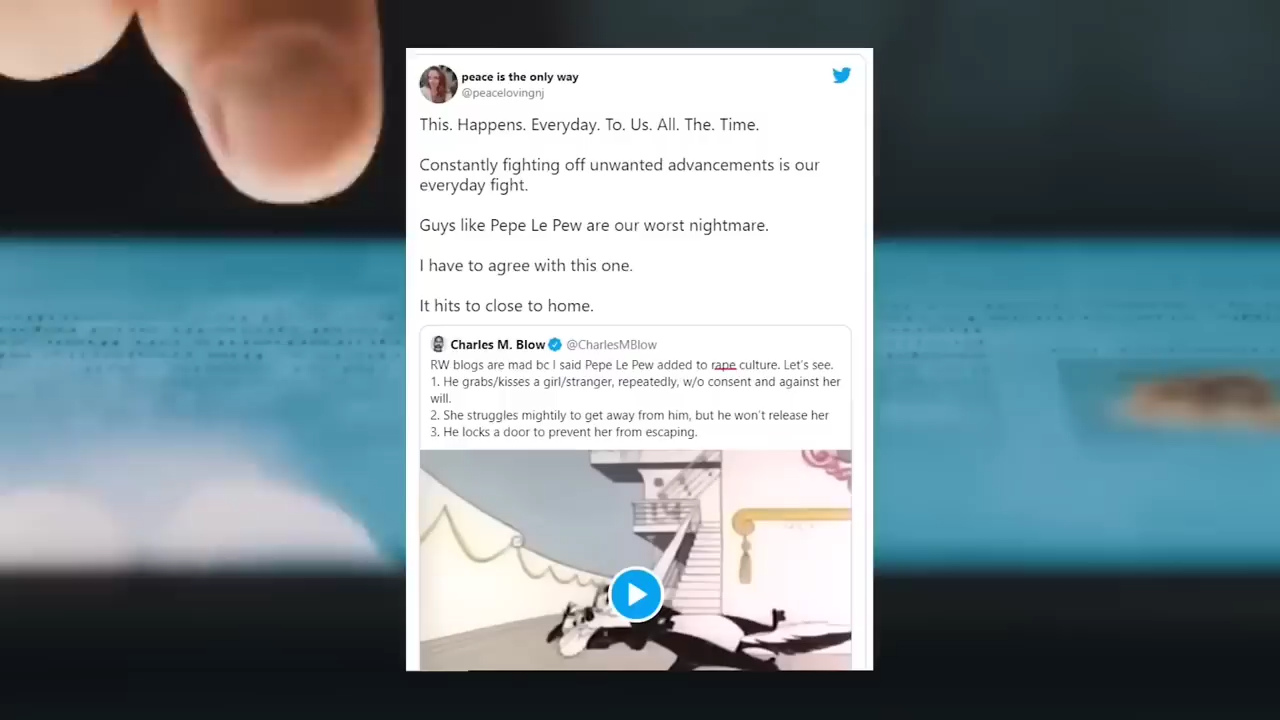 peace is the only way
@peacelovingnj
This. Happens. Everyday. To. Us. All. The. Time.
Constantly fighting off unwanted advancements is our
everyday fight.
Guys like Pepe Le Pew are our worst nightmare.
I have to agree with this one.
It hits to close to home.
Charles M. Blow @CharlesMBlow
RW blogs are mad bc I said Pepe Le Pew added to rape culture. Let's see.
1. He grabs/kisses a girl/stranger, repeatedly, w/o consent and against her
will.
2. She struggles mightily to get away from him, but he won't release her
3. He locks a door to prevent her from escaping.